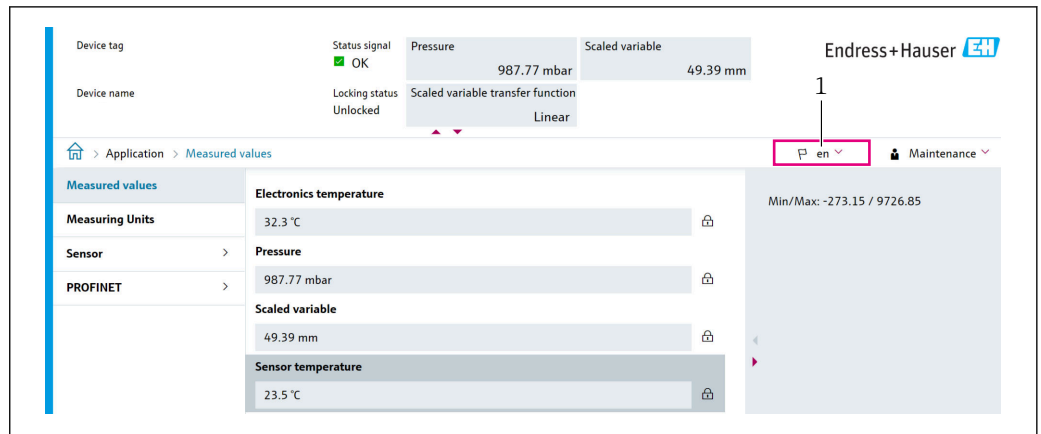 Device tag
Status signal
OK
Pressure
987.77 mbar
Scaled variable
49.39 mm
Endress+Hauser EH
Device name
Locking status
Unlocked
Scaled variable transfer function
Linear
1
> Application > Measured values
en
Maintenance
Measured values
Measuring Units
Sensor >
PROFINET >
Electronics temperature
32.3 °C
Pressure
987.77 mbar
Scaled variable
49.39 mm
Sensor temperature
23.5 °C
Min/Max: -273.15 / 9726.85